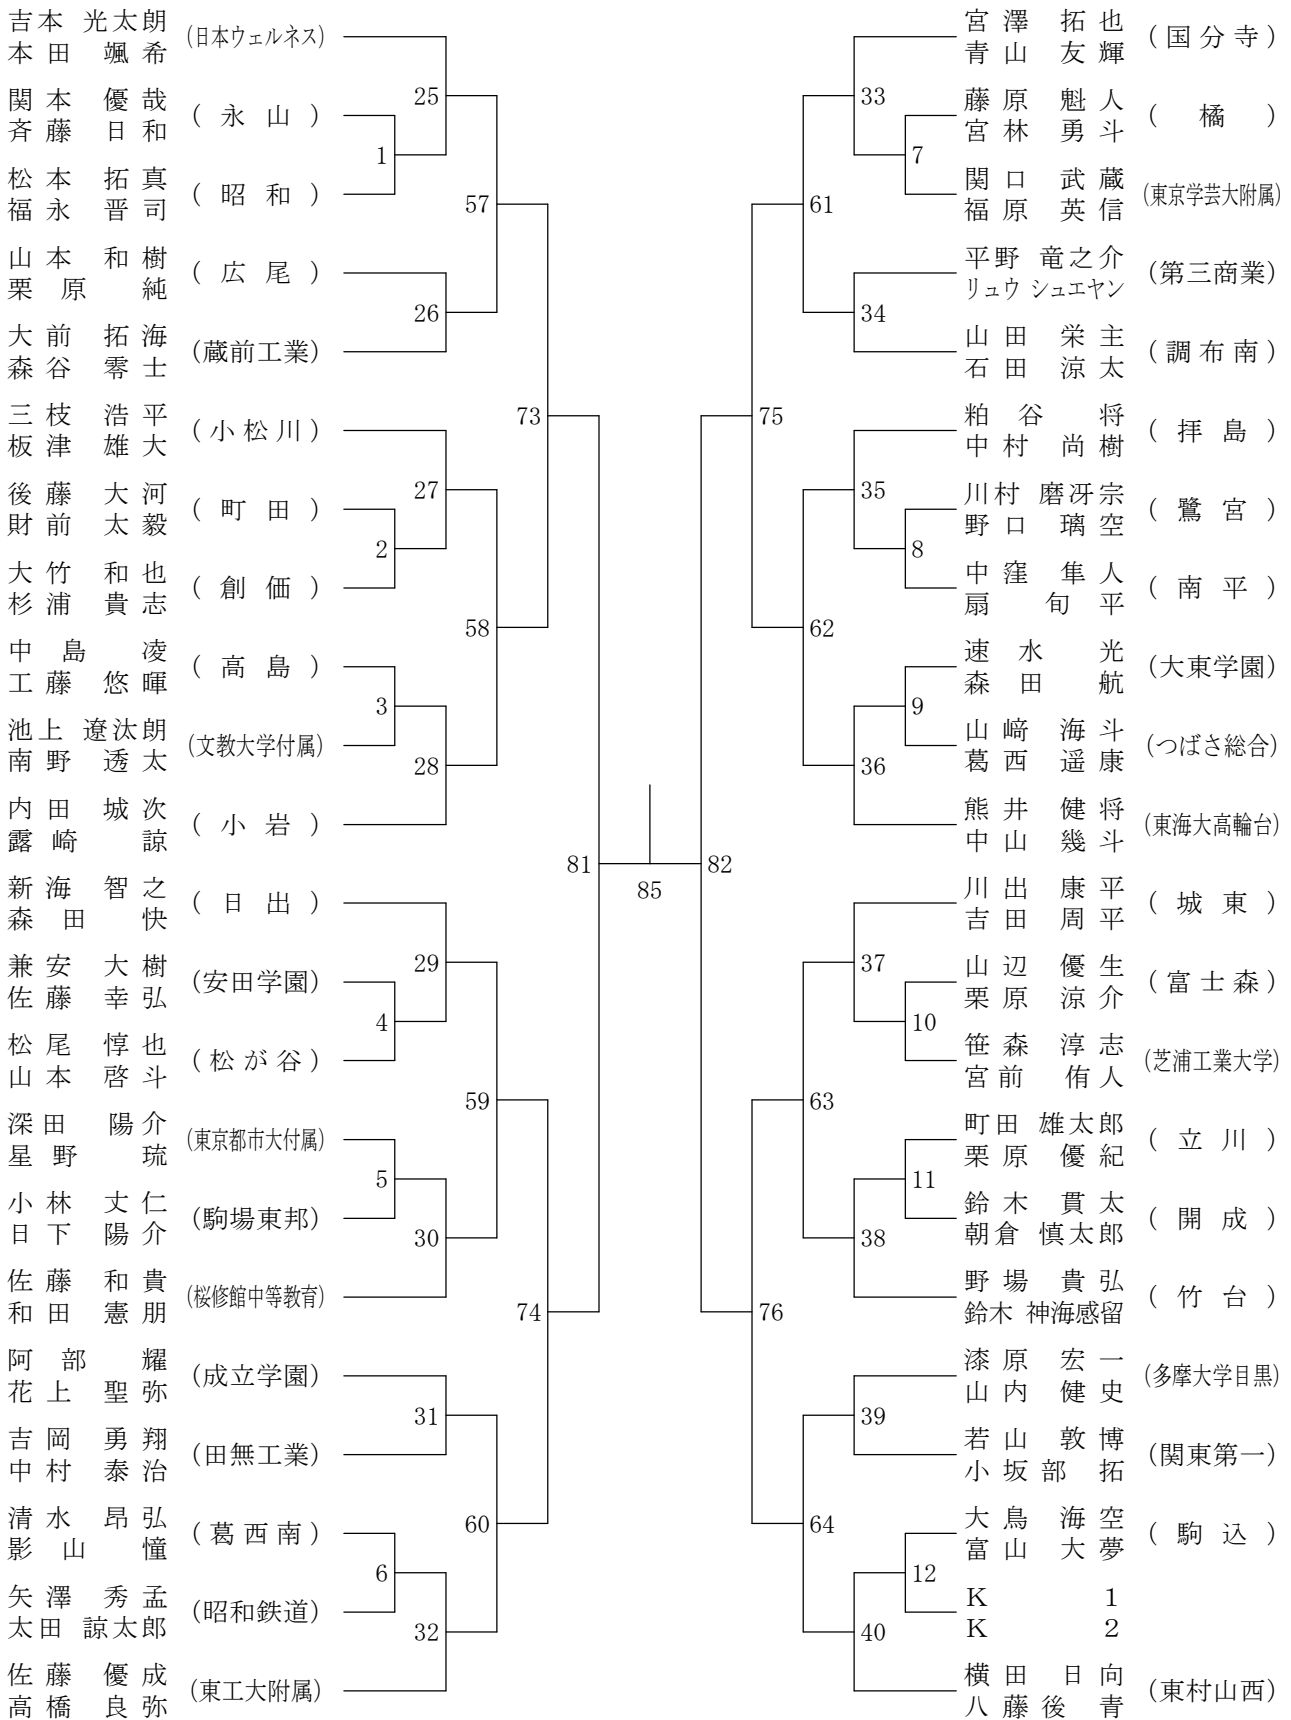 吉本 光太朗
本田 颯希
(日本ウェルネス)
関本 優哉
斉藤 日和
(永山)
松本 拓真
福永 晋司
(昭和)
山本 和樹
栗原 純
(広尾)
大前 拓海
森谷 零士
(蔵前工業)
三枝 浩平
板津 雄大
(小松川)
後藤 大河
財前 太毅
(町田)
大竹 和也
杉浦 貴志
(創価)
中島 凌
工藤 悠暉
(高島)
池上 遼汰朗
南野 透太
(文教大学付属)
内田 城次
露崎 諒
(小岩)
新海 智之
森田 快
(日出)
兼安 大樹
佐藤 幸弘
(安田学園)
松尾 惇也
山本 啓斗
(松が谷)
深田 陽介
星野 琉
(東京都市大付属)
小林 丈仁
日下 陽介
(駒場東邦)
佐藤 和貴
和田 憲朋
(桜修館中等教育)
阿部 耀
花上 聖弥
(成立学園)
吉岡 勇翔
中村 泰治
(田無工業)
清水 昂弘
影山 憧
(葛西南)
矢澤 秀孟
太田 諒太郎
(昭和鉄道)
佐藤 優成
高橋 良弥
(東工大附属)
1
2
3
4
5
6
25
26
27
28
29
30
31
32
57
58
59
60
73
74
81
85
82
75
76
61
62
63
64
33
34
35
36
37
38
39
40
7
8
9
10
11
12
宮澤 拓也
青山 友輝
(国分寺)
藤原 魁人
宮林 勇斗
(橘)
関口 武蔵
福原 英信
(東京学芸大附属)
平野 竜之介
リュウ シュエヤン
(第三商業)
山田 栄主
石田 涼太
(調布南)
粕谷 将
中村 尚樹
(拝島)
川村 磨冴宗
野口 璃空
(鷺宮)
中窪 隼人
扇 旬平
(南平)
速水 光
森田 航
(大東学園)
山﨑 海斗
葛西 遥康
(つばさ総合)
熊井 健将
中山 幾斗
(東海大高輪台)
川出 康平
吉田 周平
(城東)
山辺 優生
栗原 涼介
(富士森)
笹森 淳志
宮前 侑人
(芝浦工業大学)
町田 雄太郎
栗原 優紀
(立川)
鈴木 貫太
朝倉 慎太郎
(開成)
野場 貴弘
鈴木 神海感留
(竹台)
漆原 宏一
山内 健史
(多摩大学目黒)
若山 敦博
小坂部 拓
(関東第一)
大鳥 海空
富山 大夢
(駒込)
K 1
K 2
横田 日向
八藤後 青
(東村山西)